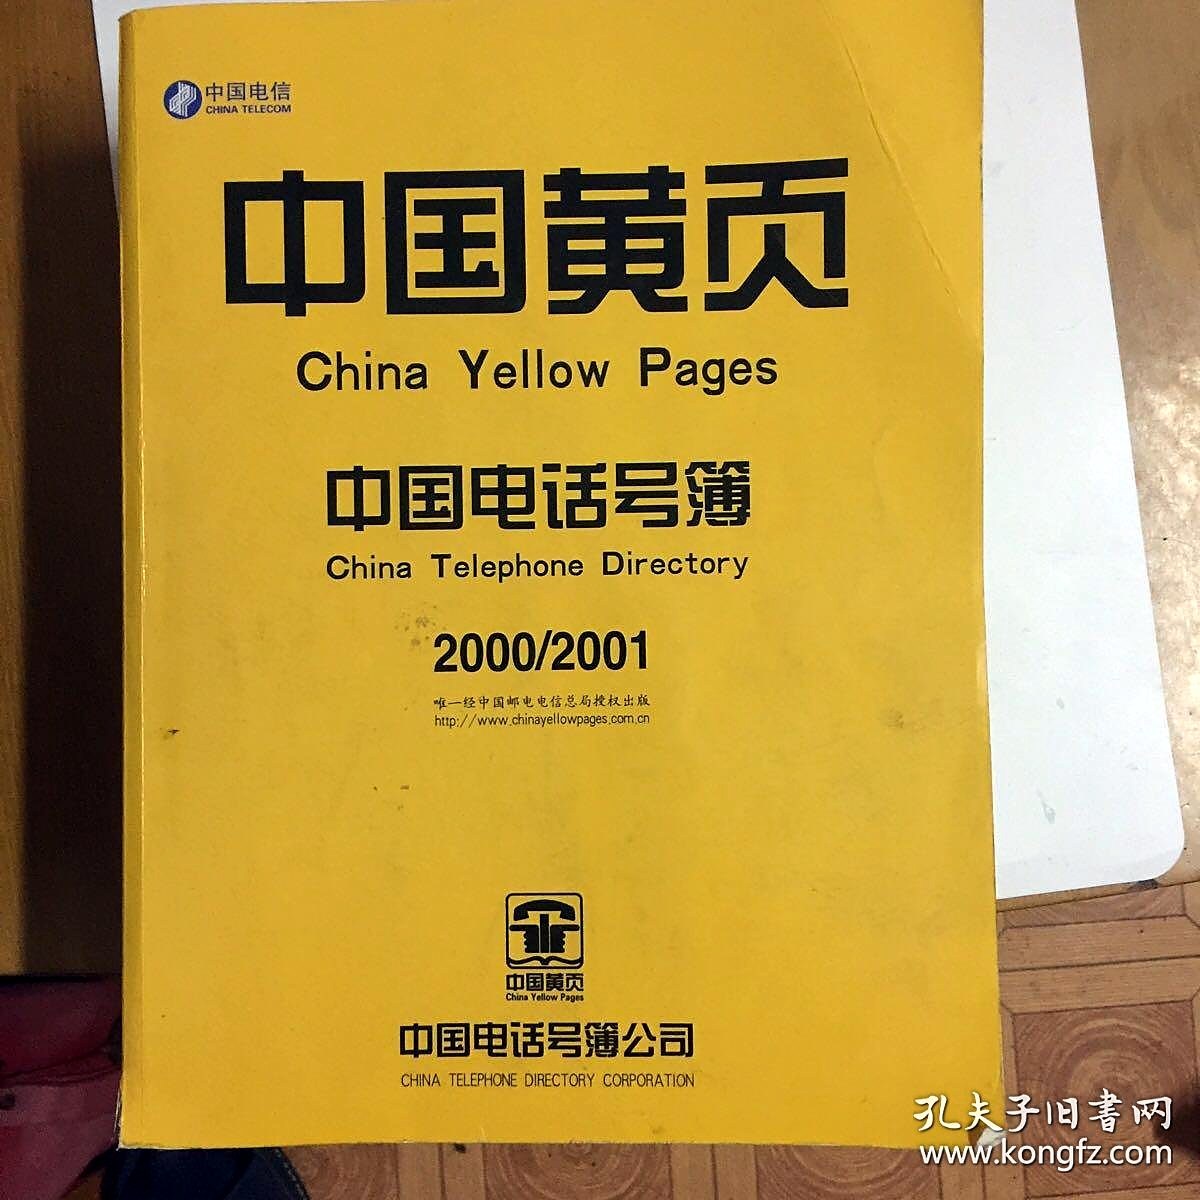 中国电信
CHINA TELECOM
中国黄页
China Yellow Pages
中国电话号簿
China Telephone Directory
2000/2001
唯一经中国邮电电信总局授权出版
http://www.chinayellowpages.com.cn
中国黄页
China Yellow Pages
中国电话号簿公司
CHINA TELEPHONE DIRECTORY CORPORATION
孔夫子旧書网
www.kongfz.com